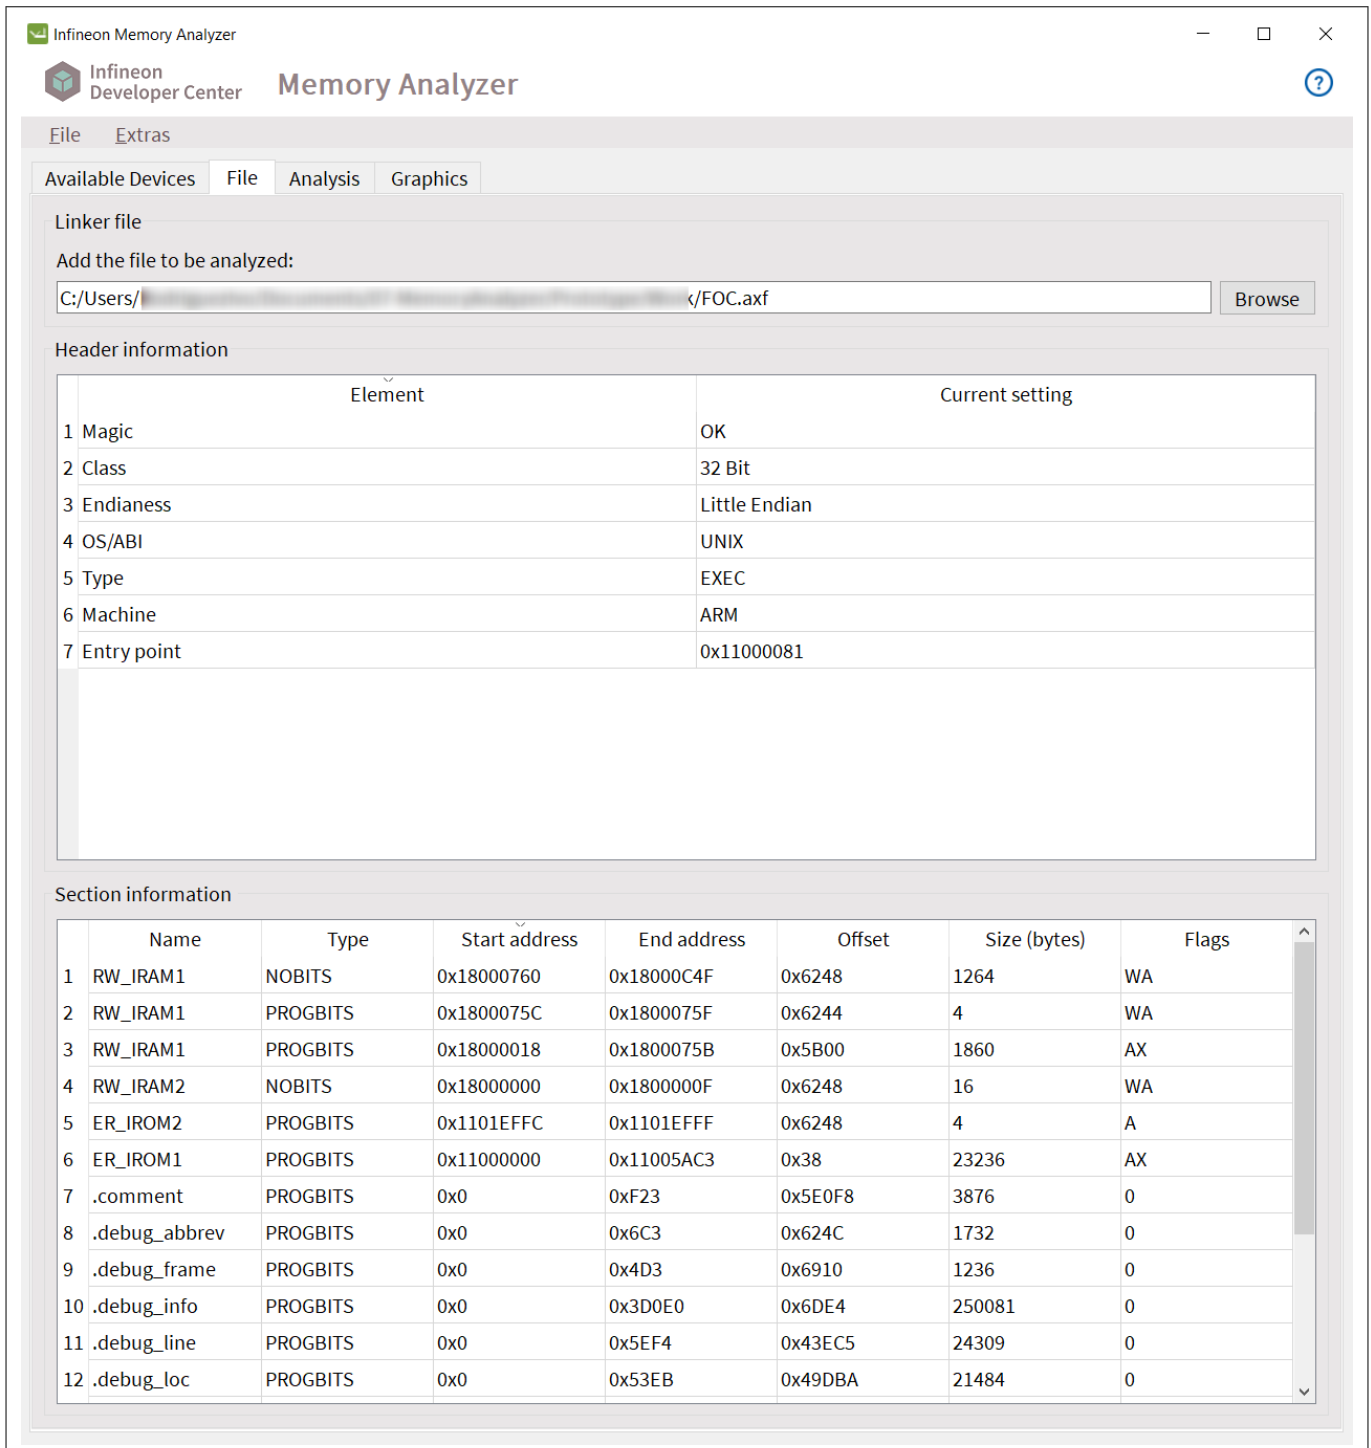 Infineon Memory Analyzer
Infineon
Developer Center
Memory Analyzer
?
File Extras
Available Devices File Analysis Graphics
Linker file
Add the file to be analyzed:
C:/Users/ k/FOC.axf Browse
Header information
Element Current setting
1 Magic OK
2 Class 32 Bit
3 Endianess Little Endian
4 OS/ABI UNIX
5 Type EXEC
6 Machine ARM
7 Entry point 0x11000081
Section information
Name Type Start address End address Offset Size (bytes) Flags
1 RW_IRAM1 NOBITS 0x18000760 0x18000C4F 0x6248 1264 WA
2 RW_IRAM1 PROGBITS 0x1800075C 0x1800075F 0x6244 4 WA
3 RW_IRAM1 PROGBITS 0x18000018 0x1800075B 0x5B00 1860 AX
4 RW_IRAM2 NOBITS 0x18000000 0x1800000F 0x6248 16 WA
5 ER_IROM2 PROGBITS 0x1101EFFC 0x1101EFFF 0x6248 4 A
6 ER_IROM1 PROGBITS 0x11000000 0x11005AC3 0x38 23236 AX
7 .comment PROGBITS 0x0 0xF23 0x5E0F8 3876 0
8 .debug_abbrev PROGBITS 0x0 0x6C3 0x624C 1732 0
9 .debug_frame PROGBITS 0x0 0x4D3 0x6910 1236 0
10 .debug_info PROGBITS 0x0 0x3D0E0 0x6DE4 250081 0
11 .debug_line PROGBITS 0x0 0x5EF4 0x43EC5 24309 0
12 .debug_loc PROGBITS 0x0 0x53EB 0x49DBA 21484 0